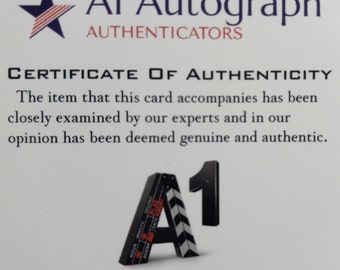 A1 Autograph
AUTHENTICATORS
CERTIFICATE OF AUTHENTICITY
The item that this card accompanies has been
closely examined by our experts and in our
opinion has been deemed genuine and authentic.
A1